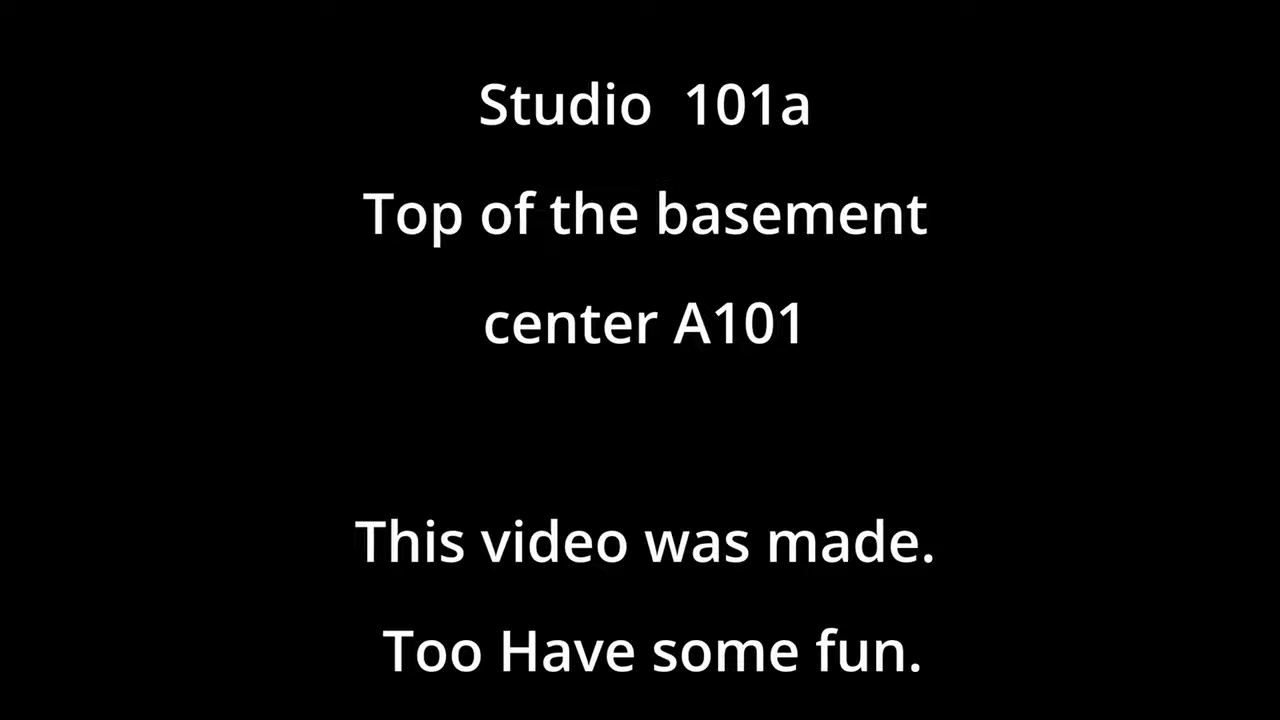 Studio  101a
Top of the basement
center A101
This video was made.
Too Have some fun.